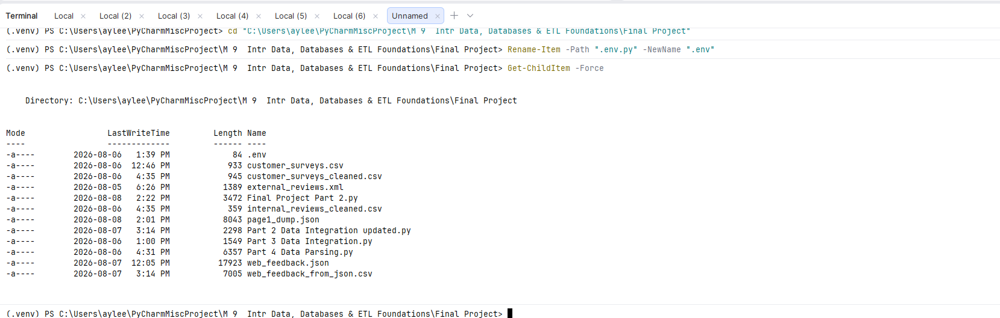 Terminal Local × Local (2) × Local (3) × Local (4) × Local (5) × Local (6) × Unnamed ×
(.venv) PS C:\Users\aylee\PyCharmMiscProject> cd "C:\Users\aylee\PyCharmMiscProject\M 9  Intr Data, Databases & ETL Foundations\Final Project"
(.venv) PS C:\Users\aylee\PyCharmMiscProject\M 9  Intr Data, Databases & ETL Foundations\Final Project> Rename-Item -Path ".env.py" -NewName ".env"
(.venv) PS C:\Users\aylee\PyCharmMiscProject\M 9  Intr Data, Databases & ETL Foundations\Final Project> Get-ChildItem -Force
    Directory: C:\Users\aylee\PyCharmMiscProject\M 9  Intr Data, Databases & ETL Foundations\Final Project
Mode                 LastWriteTime         Length Name
----                 -------------         ------ ----
-a----        2026-08-06   1:39 PM             84 .env
-a----        2026-08-06  12:46 PM            933 customer_surveys.csv
-a----        2026-08-06   4:35 PM            945 customer_surveys_cleaned.csv
-a----        2026-08-05   6:26 PM           1389 external_reviews.xml
-a----        2026-08-08   2:22 PM           3472 Final Project Part 2.py
-a----        2026-08-06   4:35 PM            359 internal_reviews_cleaned.csv
-a----        2026-08-08   2:01 PM           8043 page1_dump.json
-a----        2026-08-07   3:14 PM           2298 Part 2 Data Integration updated.py
-a----        2026-08-06   1:00 PM           1549 Part 3 Data Integration.py
-a----        2026-08-06   4:31 PM           6357 Part 4 Data Parsing.py
-a----        2026-08-07  12:05 PM          17923 web_feedback.json
-a----        2026-08-07   3:14 PM           7005 web_feedback_from_json.csv
(.venv) PS C:\Users\aylee\PyCharmMiscProject\M 9  Intr Data, Databases & ETL Foundations\Final Project>